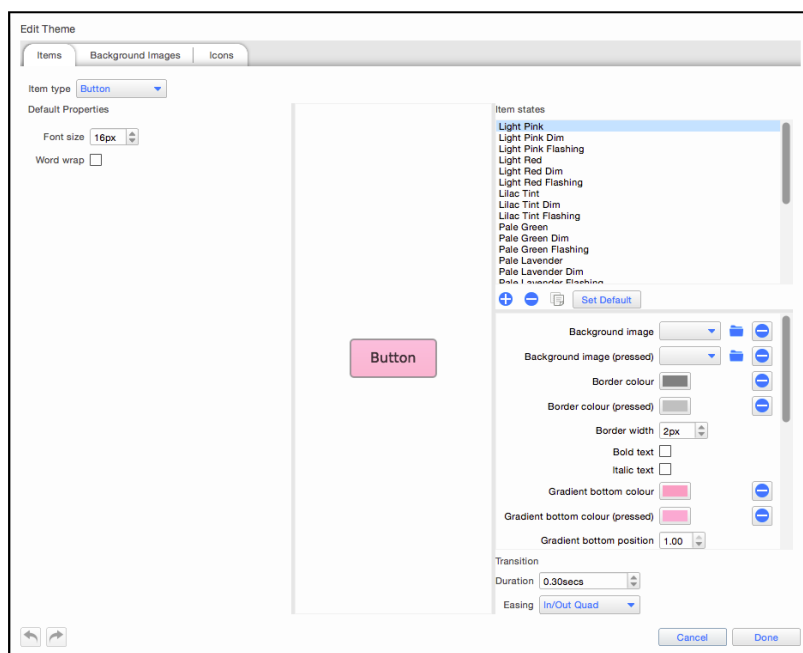 Edit Theme
Items Background Images Icons
Item type Button
Default Properties
Font size 16px
Word wrap
Button
Item states
Light Pink
Light Pink Dim
Light Pink Flashing
Light Red
Light Red Dim
Light Red Flashing
Lilac Tint
Lilac Tint Dim
Lilac Tint Flashing
Pale Green
Pale Green Dim
Pale Green Flashing
Pale Lavender
Pale Lavender Dim
Pale Lavender Flashing
Set Default
Background image
Background image (pressed)
Border colour
Border colour (pressed)
Border width 2px
Bold text
Italic text
Gradient bottom colour
Gradient bottom colour (pressed)
Gradient bottom position 1.00
Transition
Duration 0.30secs
Easing In/Out Quad
Cancel Done